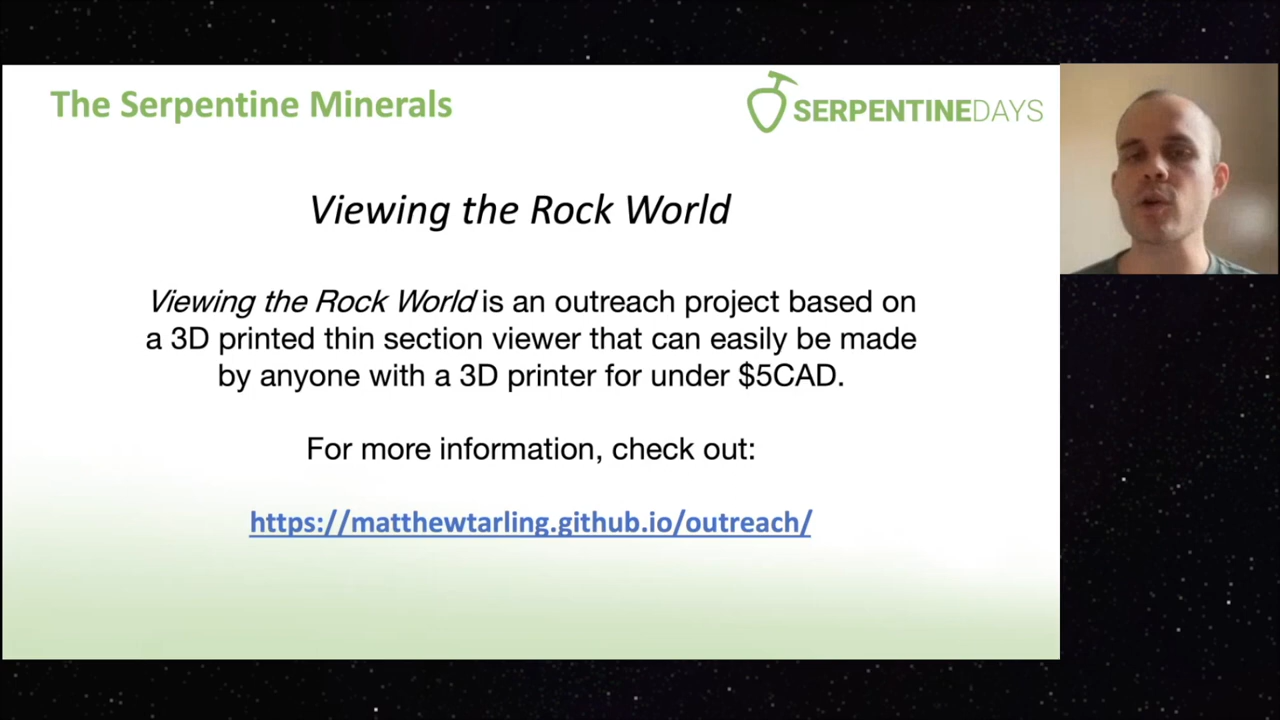 The Serpentine Minerals
SERPENTINEDAYS
Viewing the Rock World
Viewing the Rock World is an outreach project based on
a 3D printed thin section viewer that can easily be made
by anyone with a 3D printer for under $5CAD.
For more information, check out:
https://matthewtarling.github.io/outreach/